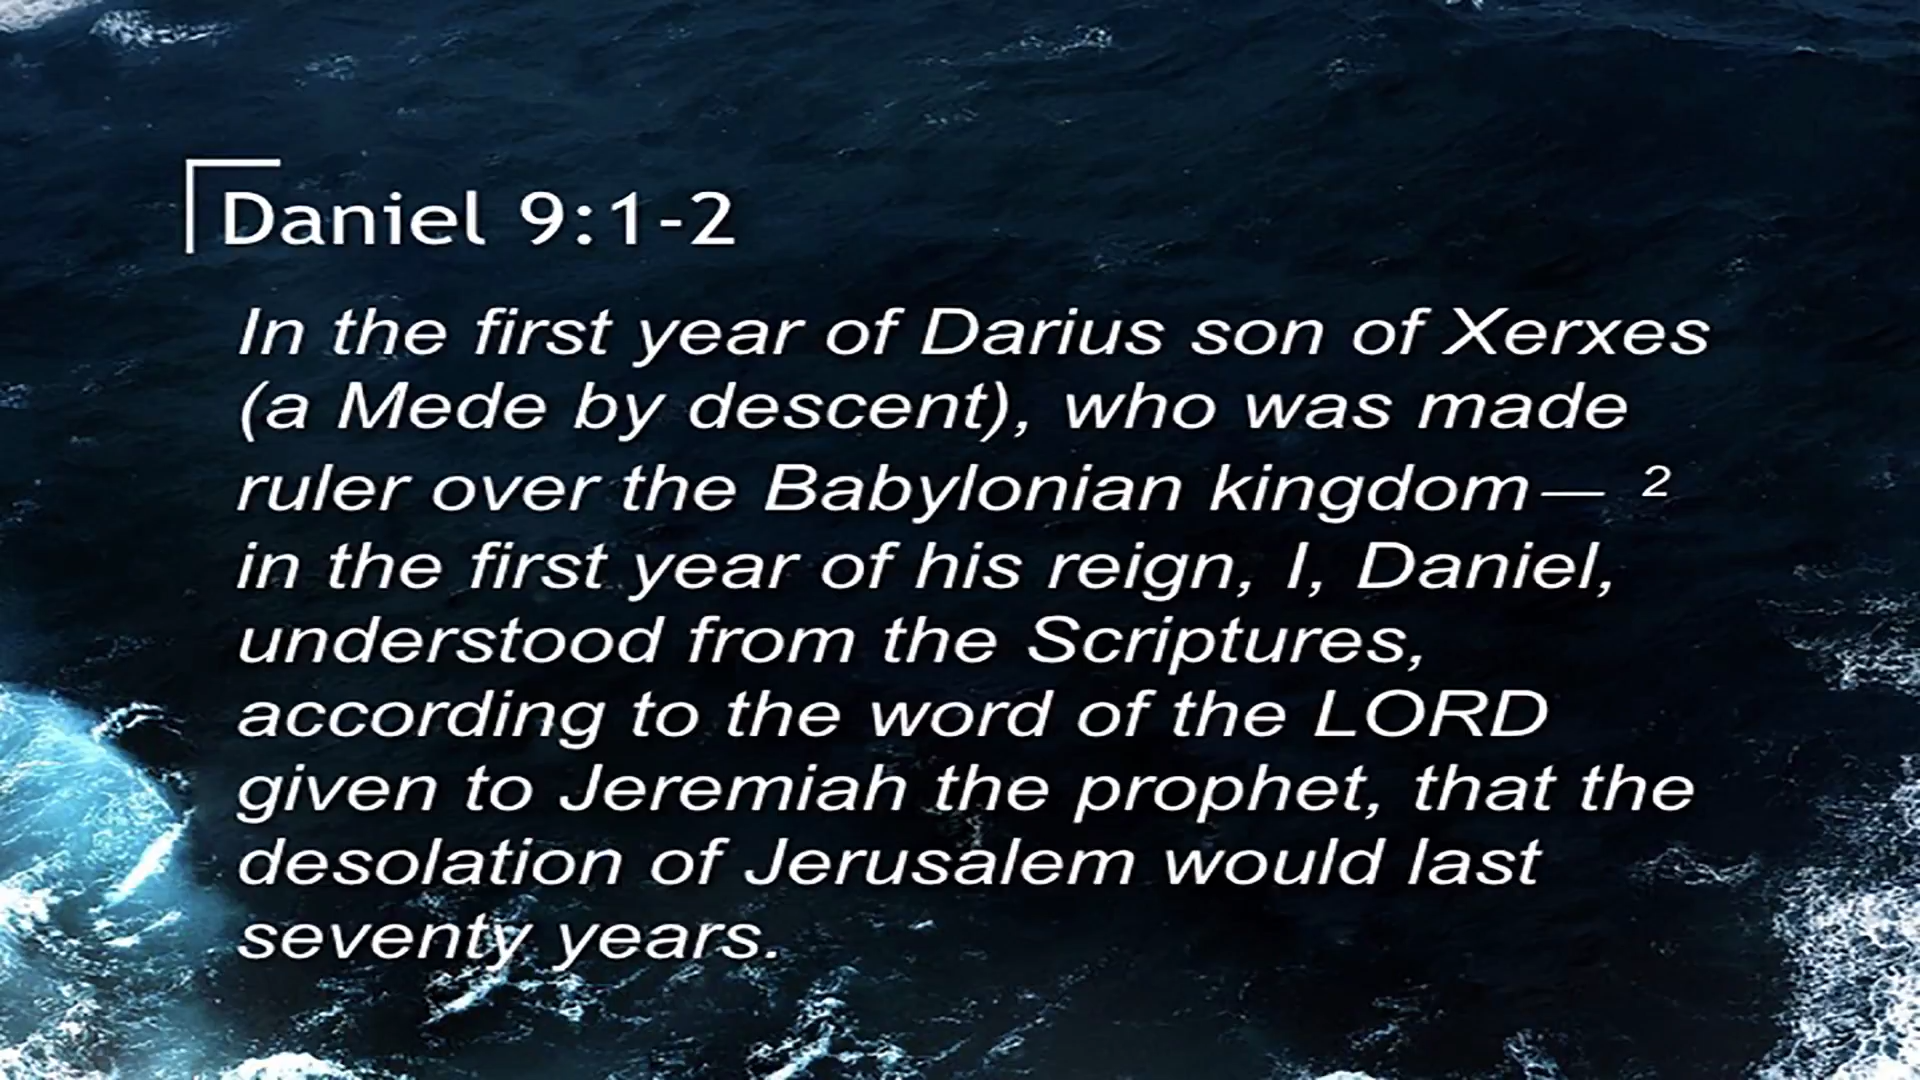 Daniel 9:1-2
In the first year of Darius son of Xerxes
(a Mede by descent), who was made
ruler over the Babylonian kingdom— ²
in the first year of his reign, I, Daniel,
understood from the Scriptures,
according to the word of the LORD
given to Jeremiah the prophet, that the
desolation of Jerusalem would last
seventy years.